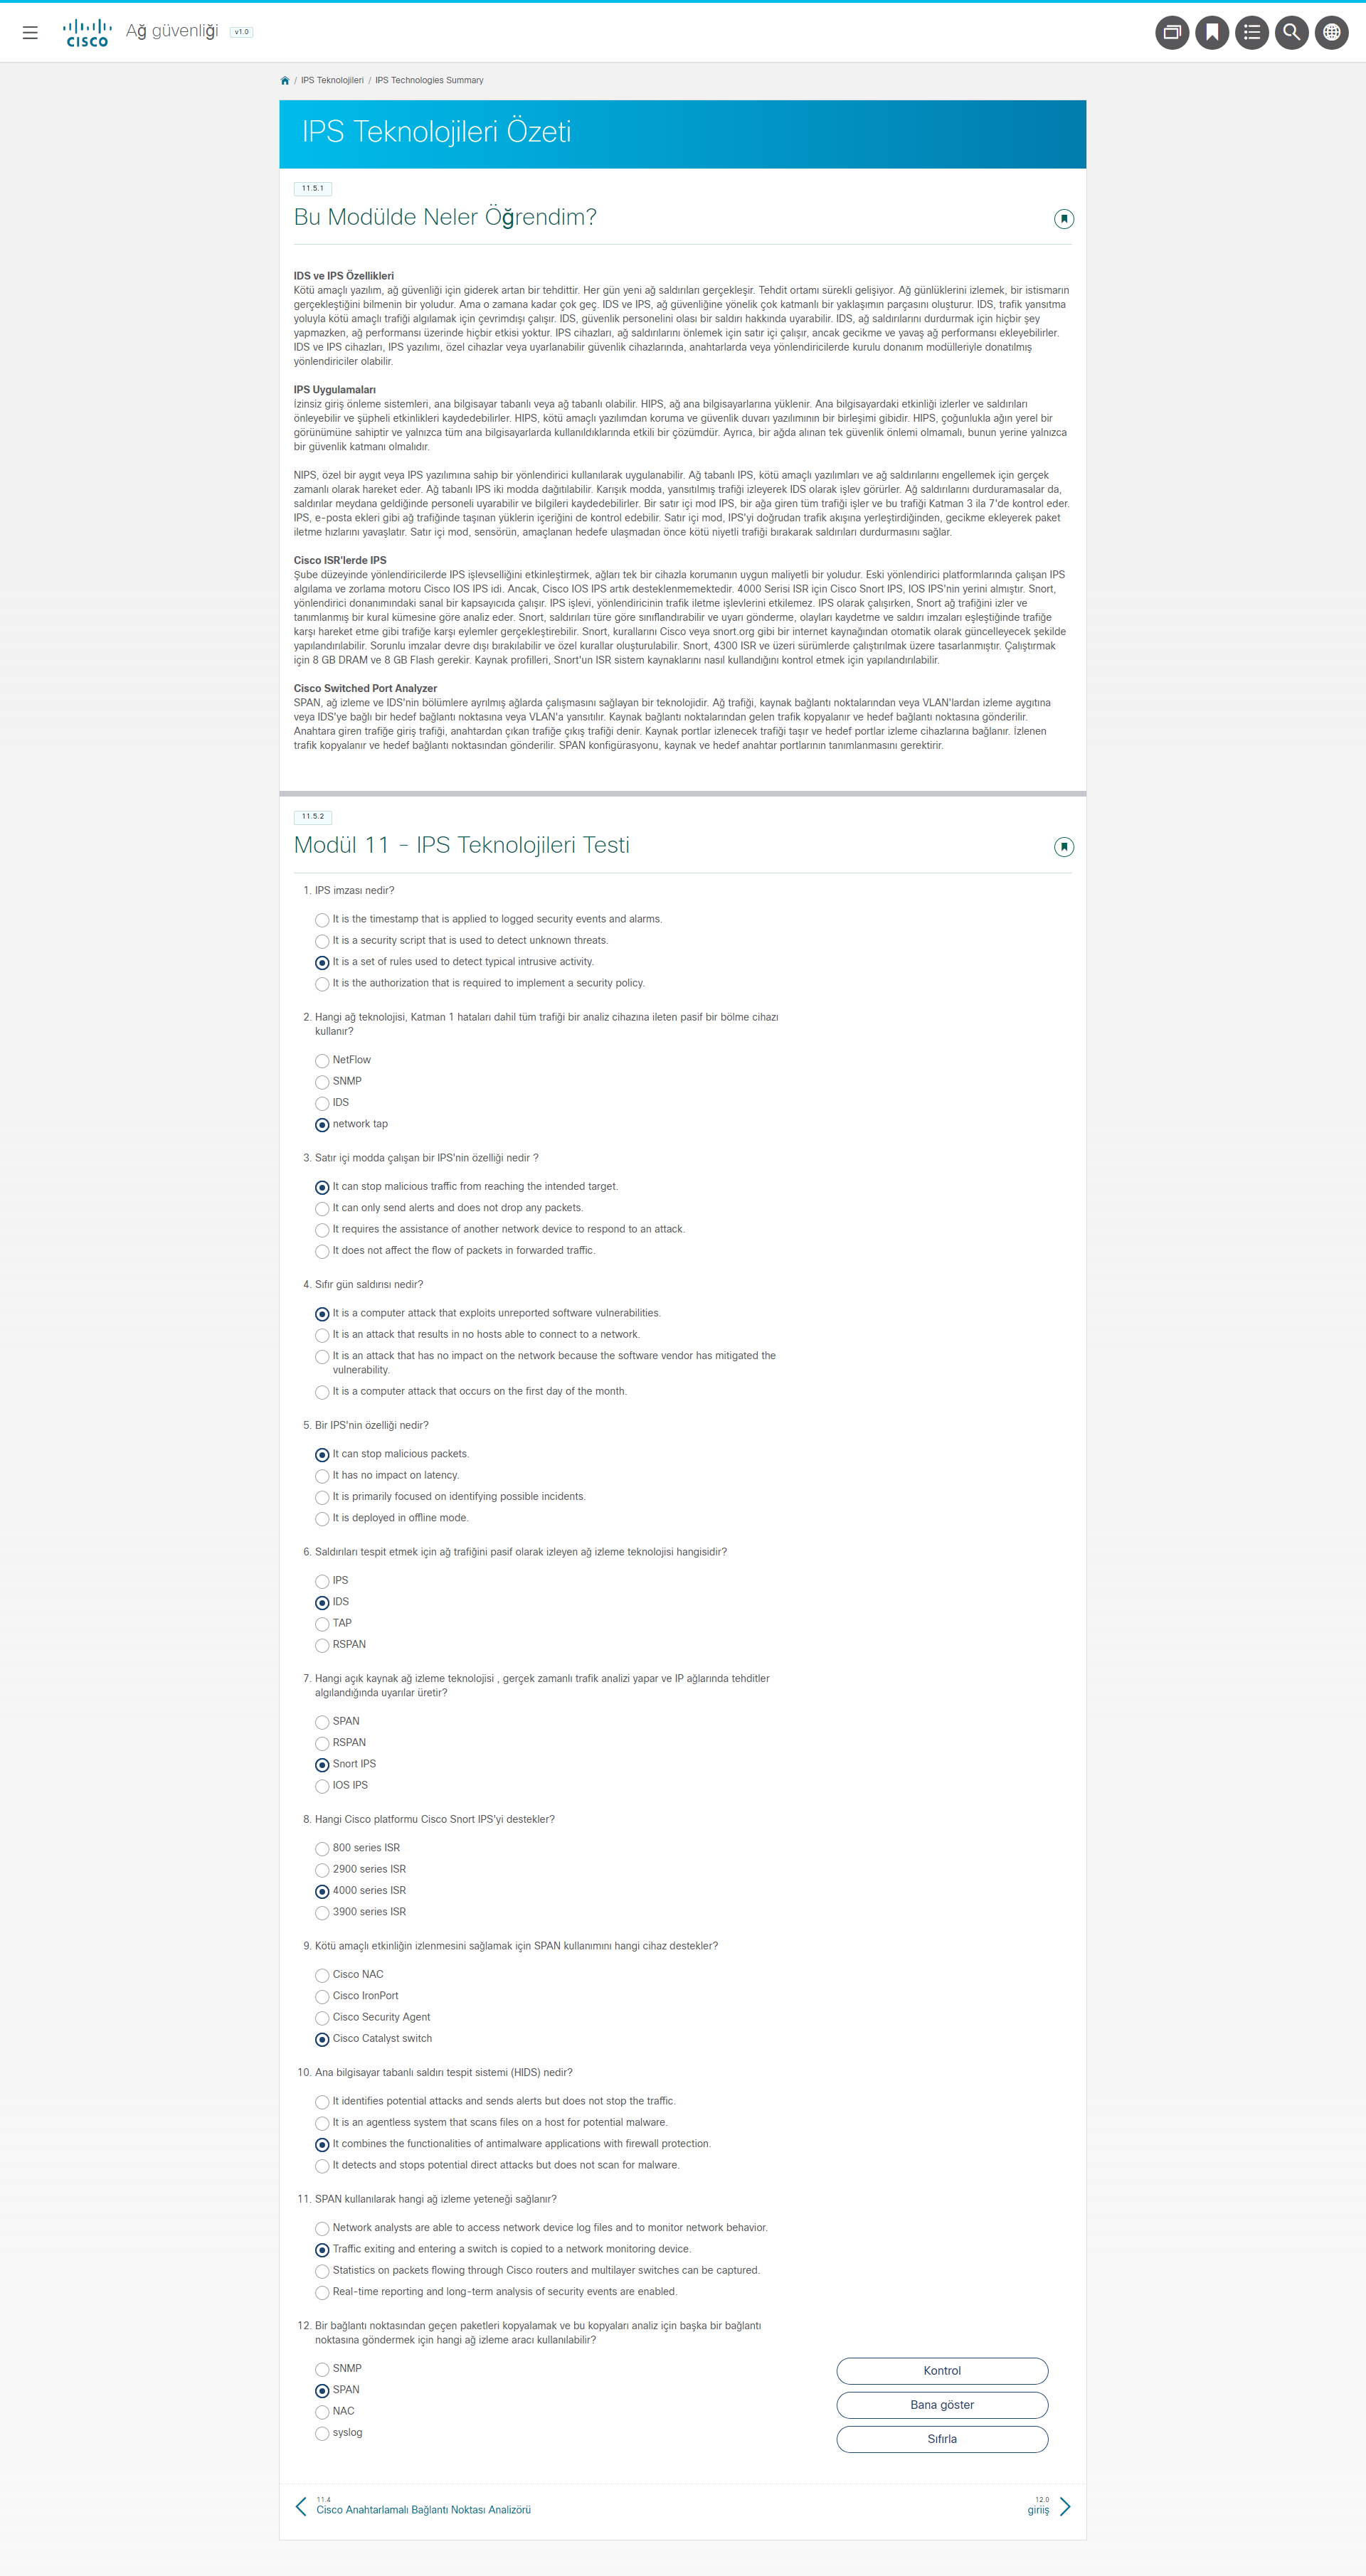 CISCO
Ağ güvenliği v1.0
/ IPS Teknolojileri / IPS Technologies Summary
IPS Teknolojileri Özeti
11.5.1
Bu Modülde Neler Öğrendim?
IDS ve IPS Özellikleri
Kötü amaçlı yazılım, ağ güvenliği için giderek artan bir tehdittir. Her gün yeni ağ saldırıları gerçekleşir. Tehdit ortamı sürekli gelişiyor. Ağ günlüklerini izlemek, bir istismarın
gerçekleştiğini bilmenin bir yoludur. Ama o zamana kadar çok geç. IDS ve IPS, ağ güvenliğine yönelik çok katmanlı bir yaklaşımın parçasını oluşturur. IDS, trafik yansıtma
yoluyla kötü amaçlı trafiği algılamak için çevrimdışı çalışır. IDS, güvenlik personelini olası bir saldırı hakkında uyarabilir. IDS, ağ saldırılarını durdurmak için hiçbir şey
yapmazken, ağ performansı üzerinde hiçbir etkisi yoktur. IPS cihazları, ağ saldırılarını önlemek için satır içi çalışır, ancak gecikme ve yavaş ağ performansı ekleyebilirler.
IDS ve IPS cihazları, IPS yazılımı, özel cihazlar veya uyarlanabilir güvenlik cihazlarında, anahtarlarda veya yönlendiricilerde kurulu donanım modülleriyle donatılmış
yönlendiriciler olabilir.
IPS Uygulamaları
İzinsiz giriş önleme sistemleri, ana bilgisayar tabanlı veya ağ tabanlı olabilir. HIPS, ağ ana bilgisayarlarına yüklenir. Ana bilgisayardaki etkinliği izlerler ve saldırıları
önleyebilir ve şüpheli etkinlikleri kaydedebilirler. HIPS, kötü amaçlı yazılımdan koruma ve güvenlik duvarı yazılımının bir birleşimi gibidir. HIPS, çoğunlukla ağın yerel bir
görünümüne sahiptir ve yalnızca tüm ana bilgisayarlarda kullanıldıklarında etkili bir çözümdür. Ayrıca, bir ağda alınan tek güvenlik önlemi olmamalı, bunun yerine yalnızca
bir güvenlik katmanı olmalıdır.
NIPS, özel bir aygıt veya IPS yazılımına sahip bir yönlendirici kullanılarak uygulanabilir. Ağ tabanlı IPS, kötü amaçlı yazılımları ve ağ saldırılarını engellemek için gerçek
zamanlı olarak hareket eder. Ağ tabanlı IPS iki modda dağıtılabilir. Karışık modda, yansıtılmış trafiği izleyerek IDS olarak işlev görürler. Ağ saldırılarını durduramasalar da,
saldırılar meydana geldiğinde personeli uyarabilir ve bilgileri kaydedebilirler. Bir satır içi mod IPS, bir ağa giren tüm trafiği işler ve bu trafiği Katman 3 ila 7'de kontrol eder.
IPS, e-posta ekleri gibi ağ trafiğinde taşınan yüklerin içeriğini de kontrol edebilir. Satır içi mod, IPS'yi doğrudan trafik akışına yerleştirdiğinden, gecikme ekleyerek paket
iletme hızlarını yavaşlatır. Satır içi mod, sensörün, amaçlanan hedefe ulaşmadan önce kötü niyetli trafiği bırakarak saldırıları durdurmasını sağlar.
Cisco ISR'lerde IPS
Şube düzeyinde yönlendiricilerde IPS işlevselliğini etkinleştirmek, ağları tek bir cihazla korumanın uygun maliyetli bir yoludur. Eski yönlendirici platformlarında çalışan IPS
algılama ve zorlama motoru Cisco IOS IPS idi. Ancak, Cisco IOS IPS artık desteklenmemektedir. 4000 Serisi ISR için Cisco Snort IPS, IOS IPS'nin yerini almıştır. Snort,
yönlendirici donanımındaki sanal bir kapsayıcıda çalışır. IPS işlevi, yönlendiricinin trafik iletme işlevlerini etkilemez. IPS olarak çalışırken, Snort ağ trafiğini izler ve
tanımlanmış bir kural kümesine göre analiz eder. Snort, saldırıları türe göre sınıflandırabilir ve uyarı gönderme, olayları kaydetme ve saldırı imzaları eşleştiğinde trafiğe
karşı hareket etme gibi trafiğe karşı eylemler gerçekleştirebilir. Snort, kurallarını Cisco veya snort.org gibi bir internet kaynağından otomatik olarak güncelleyecek şekilde
yapılandırılabilir. Sorunlu imzalar devre dışı bırakılabilir ve özel kurallar oluşturulabilir. Snort, 4300 ISR ve üzeri sürümlerde çalıştırılmak üzere tasarlanmıştır. Çalıştırmak
için 8 GB DRAM ve 8 GB Flash gerekir. Kaynak profilleri, Snort'un ISR sistem kaynaklarını nasıl kullandığını kontrol etmek için yapılandırılabilir.
Cisco Switched Port Analyzer
SPAN, ağ izleme ve IDS'nin bölümlere ayrılmış ağlarda çalışmasını sağlayan bir teknolojidir. Ağ trafiği, kaynak bağlantı noktalarından veya VLAN'lardan izleme aygıtına
veya IDS'ye bağlı bir hedef bağlantı noktasına veya VLAN'a yansıtılır. Kaynak bağlantı noktalarından gelen trafik kopyalanır ve hedef bağlantı noktasına gönderilir.
Anahtara giren trafiğe giriş trafiği, anahtardan çıkan trafiğe çıkış trafiği denir. Kaynak portlar izlenecek trafiği taşır ve hedef portlar izleme cihazlarına bağlanır. İzlenen
trafik kopyalanır ve hedef bağlantı noktasından gönderilir. SPAN konfigürasyonu, kaynak ve hedef anahtar portlarının tanımlanmasını gerektirir.
11.5.2
Modül 11 - IPS Teknolojileri Testi
1. IPS imzası nedir?
It is the timestamp that is applied to logged security events and alarms.
It is a security script that is used to detect unknown threats.
It is a set of rules used to detect typical intrusive activity.
It is the authorization that is required to implement a security policy.
2. Hangi ağ teknolojisi, Katman 1 hataları dahil tüm trafiği bir analiz cihazına ileten pasif bir bölme cihazı
kullanır?
NetFlow
SNMP
IDS
network tap
3. Satır içi modda çalışan bir IPS'nin özelliği nedir ?
It can stop malicious traffic from reaching the intended target.
It can only send alerts and does not drop any packets.
It requires the assistance of another network device to respond to an attack.
It does not affect the flow of packets in forwarded traffic.
4. Sıfır gün saldırısı nedir?
It is a computer attack that exploits unreported software vulnerabilities.
It is an attack that results in no hosts able to connect to a network.
It is an attack that has no impact on the network because the software vendor has mitigated the
vulnerability.
It is a computer attack that occurs on the first day of the month.
5. Bir IPS'nin özelliği nedir?
It can stop malicious packets.
It has no impact on latency.
It is primarily focused on identifying possible incidents.
It is deployed in offline mode.
6. Saldırıları tespit etmek için ağ trafiğini pasif olarak izleyen ağ izleme teknolojisi hangisidir?
IPS
IDS
TAP
RSPAN
7. Hangi açık kaynak ağ izleme teknolojisi , gerçek zamanlı trafik analizi yapar ve IP ağlarında tehditler
algılandığında uyarılar üretir?
SPAN
RSPAN
Snort IPS
IOS IPS
8. Hangi Cisco platformu Cisco Snort IPS'yi destekler?
800 series ISR
2900 series ISR
4000 series ISR
3900 series ISR
9. Kötü amaçlı etkinliğin izlenmesini sağlamak için SPAN kullanımını hangi cihaz destekler?
Cisco NAC
Cisco IronPort
Cisco Security Agent
Cisco Catalyst switch
10. Ana bilgisayar tabanlı saldırı tespit sistemi (HIDS) nedir?
It identifies potential attacks and sends alerts but does not stop the traffic.
It is an agentless system that scans files on a host for potential malware.
It combines the functionalities of antimalware applications with firewall protection.
It detects and stops potential direct attacks but does not scan for malware.
11. SPAN kullanılarak hangi ağ izleme yeteneği sağlanır?
Network analysts are able to access network device log files and to monitor network behavior.
Traffic exiting and entering a switch is copied to a network monitoring device.
Statistics on packets flowing through Cisco routers and multilayer switches can be captured.
Real-time reporting and long-term analysis of security events are enabled.
12. Bir bağlantı noktasından geçen paketleri kopyalamak ve bu kopyaları analiz için başka bir bağlantı
noktasına göndermek için hangi ağ izleme aracı kullanılabilir?
SNMP
SPAN
NAC
syslog
Kontrol
Bana göster
Sıfırla
11.4
Cisco Anahtarlamalı Bağlantı Noktası Analizörü
12.0
giriiş